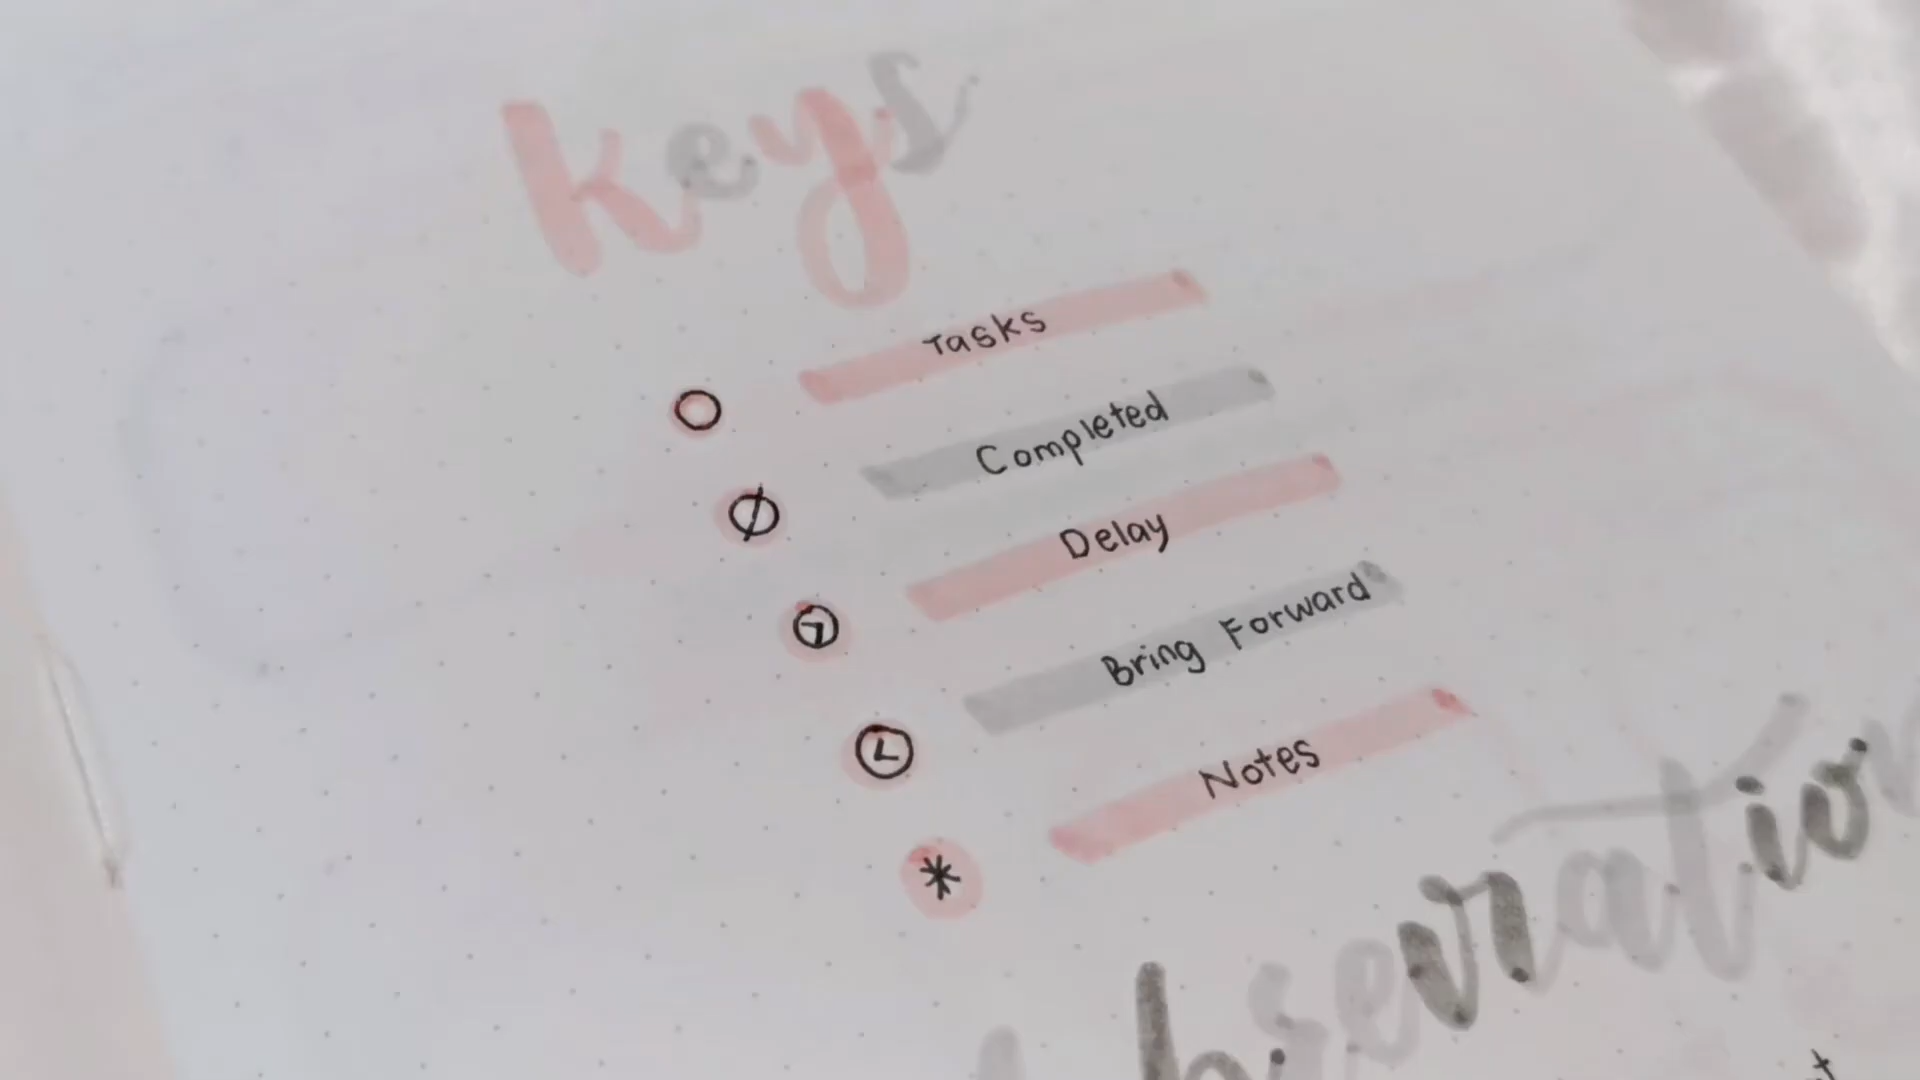 Keys
Tasks
Completed
Delay
Bring Forward
Notes